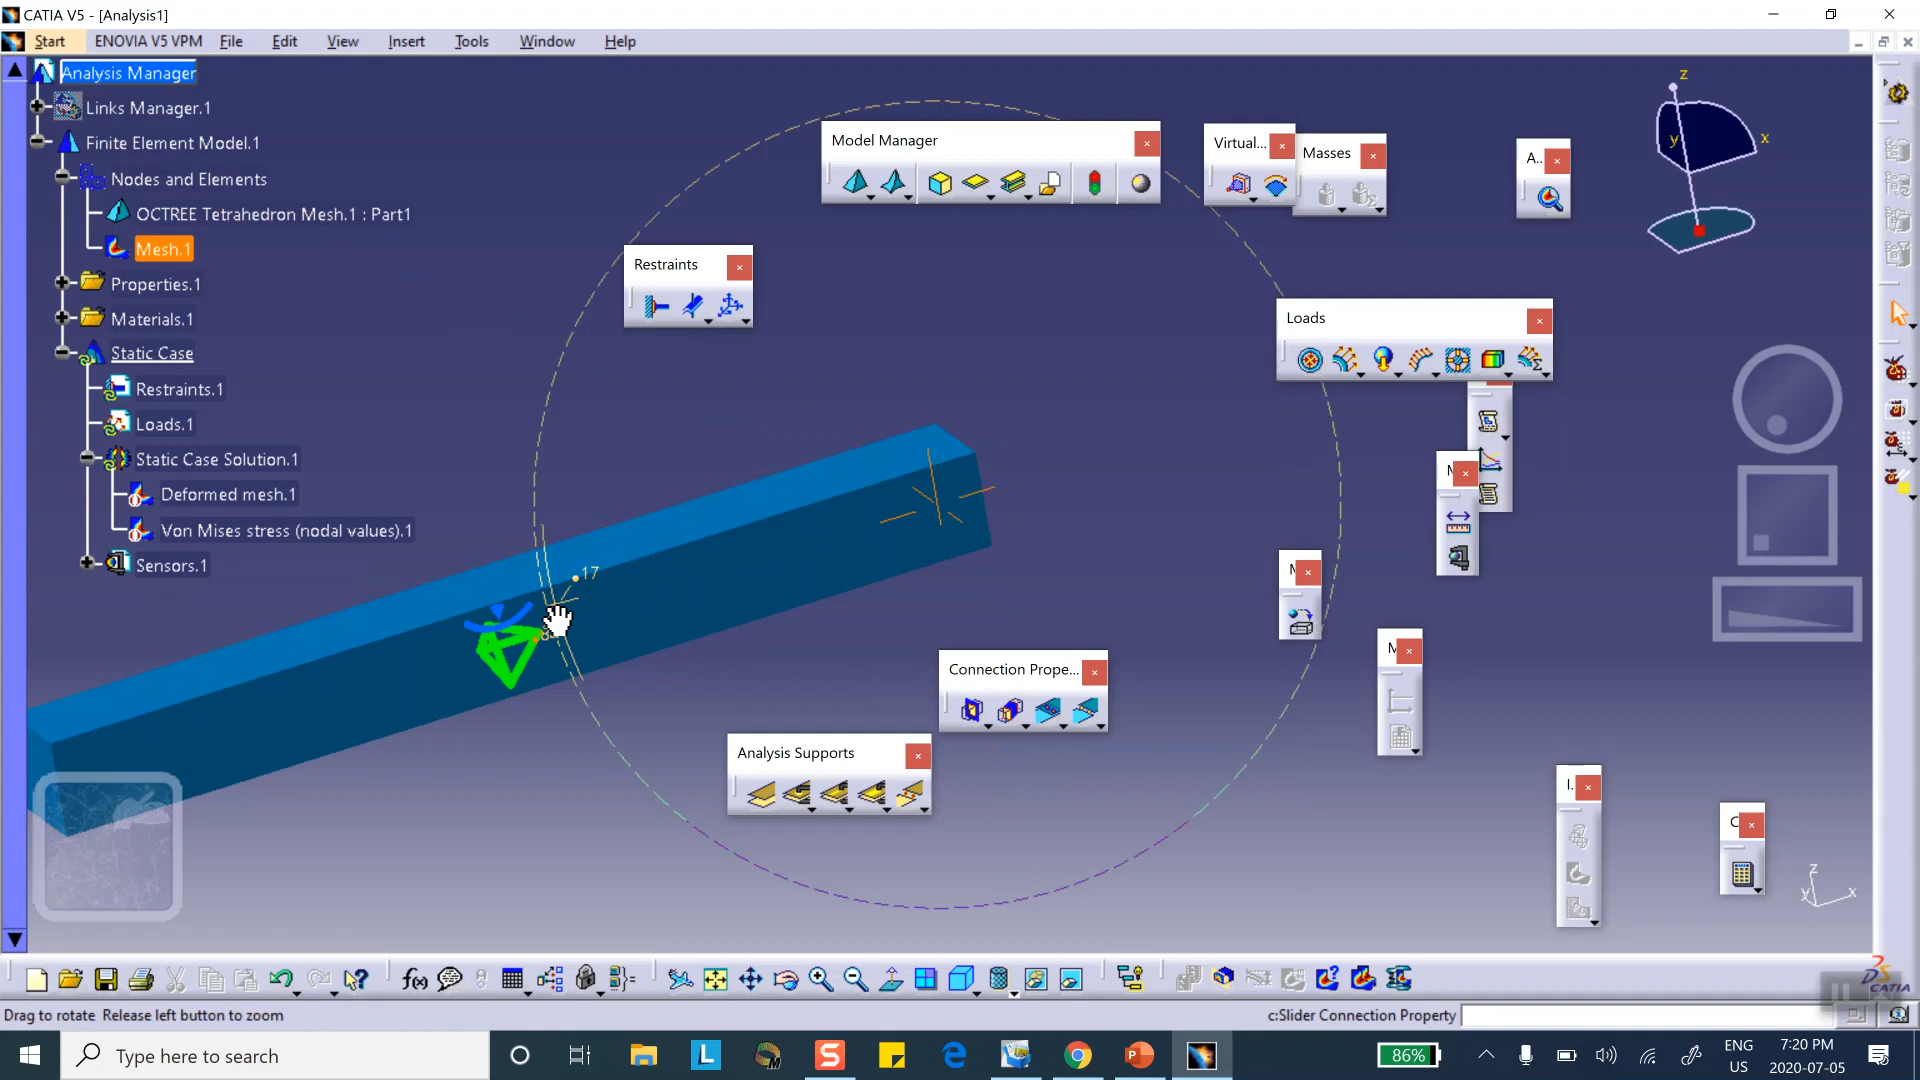 CATIA V5 - [Analysis1]
Start ENOVIA V5 VPM File Edit View Insert Tools Window Help
Analysis Manager
Links Manager.1
Finite Element Model.1
Nodes and Elements
OCTREE Tetrahedron Mesh.1 : Part1
Mesh.1
Properties.1
Materials.1
Static Case
Restraints.1
Loads.1
Static Case Solution.1
Deformed mesh.1
Von Mises stress (nodal values).1
Sensors.1
Model Manager
Virtual...
Masses
A..
z
x
y
Restraints
Loads
17
Connection Prope...
Analysis Supports
I.
z
y
x
f(x)
CATIA
Drag to rotate Release left button to zoom
c:Slider Connection Property
Type here to search
86%
ENG
US
7:20 PM
2020-07-05